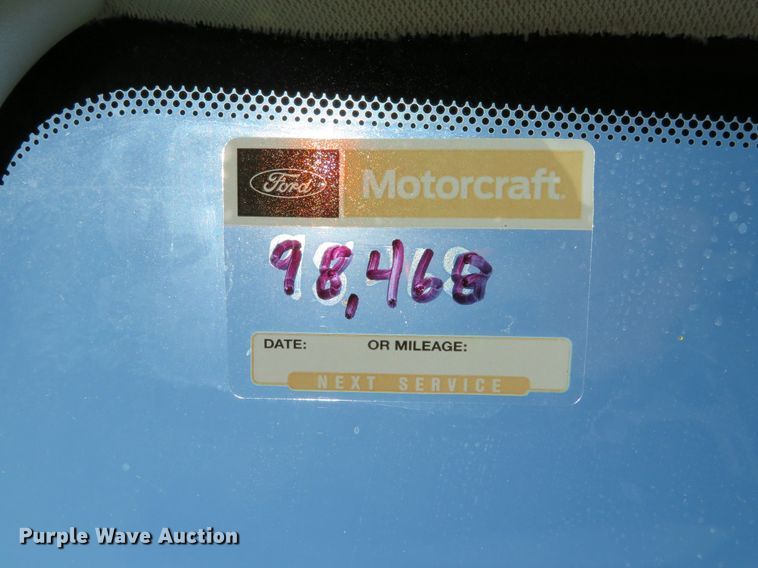 Ford Motorcraft
98,468
DATE: OR MILEAGE:
NEXT SERVICE
Purple Wave Auction